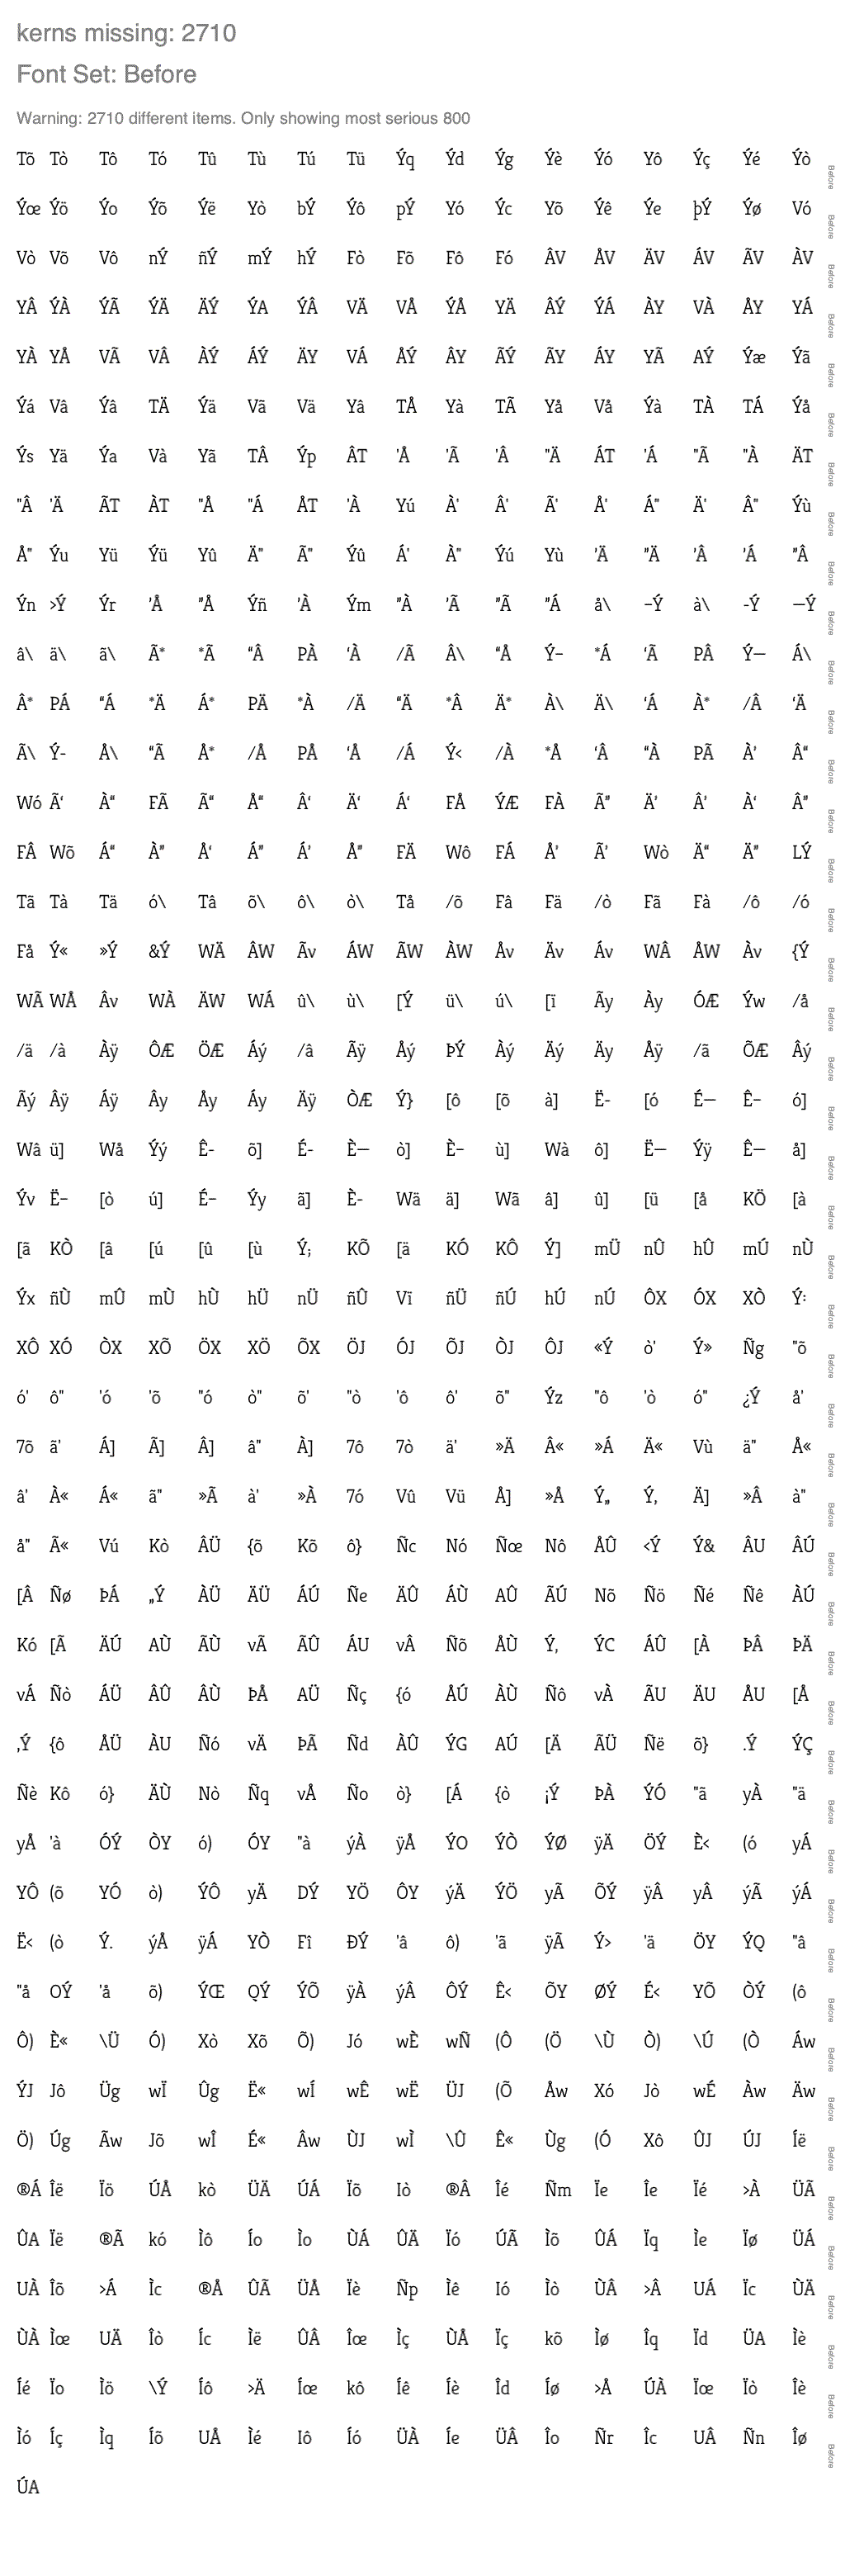 kerns missing: 2710
Font Set: Before
Warning: 2710 different items. Only showing most serious 800
Tõ Tò Tô Tó Tû Tù Tú Tü Ýq Ýd Ýg Ýè Ýó Yô Ýç Ýé Ýò Before
Ýœ Ýö Ýo Ýõ Ýë Yò bÝ Ýô pÝ Yó Ýc Yõ Ýê Ýe þÝ Ýø Vó Before
Vò Võ Vô nÝ ñÝ mÝ hÝ Fò Fõ Fô Fó ÂV ÅV ÄV ÁV ÃV ÀV Before
YÂ ÝÀ ÝÃ ÝÄ ÄÝ ÝA ÝÂ VÄ VÅ ÝÅ YÄ ÂÝ ÝÁ ÀY VÀ ÅY YÁ Before
YÀ YÅ VÃ VÂ ÀÝ ÁÝ ÄY VÁ ÅÝ ÂY ÃÝ ÃY ÁY YÃ AÝ Ýæ Ýã Before
Ýá Vâ Ýâ TÄ Ýä Vã Vä Yâ TÅ Yà TÃ Yå Vå Ýà TÀ TÁ Ýå Before
Ýs Yä Ýa Và Yã TÂ Ýp ÂT 'Å 'Ã 'Â "Ä ÁT 'Á "Ã "À ÄT Before
"Â 'Ä ÃT ÀT "Å "Á ÅT 'À Yú À' Â' Ã' Å' Á" Ä' Â" Ýù Before
Å" Ýu Yü Ýü Yû Ä" Ã" Ýû Á' À" Ýú Yù ’Ä ”Ä ’Â ’Á ”Â Before
Ýn >Ý Ýr ’Å ”Å Ýñ ’À Ým ”À ’Ã ”Ã ”Á å\ –Ý à\ -Ý —Ý Before
â\ ä\ ã\ Ã* *Ã “Â PÀ ‘À /Ã Â\ “Å Ý– *Á ‘Ã PÂ Ý— Á\ Before
Â* PÁ “Á *Ä Á* PÄ *À /Ä “Ä *Â Ä* À\ Ä\ ‘Á À* /Â ‘Ä Before
Ã\ Ý- Å\ “Ã Å* /Å PÅ ‘Å /Á Ý< /À *Å ‘Â “À PÃ À’ Â“ Before
Wó Ã‘ À“ FÃ Ã“ Å“ Â‘ Ä‘ Á‘ FÅ ÝÆ FÀ Ã” Ä’ Â’ À‘ Â” Before
FÂ Wõ Á“ À” Å‘ Á” Á’ Å” FÄ Wô FÁ Å’ Ã’ Wò Ä“ Ä” LÝ Before
Tã Tà Tä ó\ Tâ õ\ ô\ ò\ Tå /õ Fâ Fä /ò Fã Fà /ô /ó Before
Få Ý« »Ý &Ý WÄ ÂW Ãv ÁW ÃW ÀW Åv Äv Áv WÂ ÅW Àv {Ý Before
WÃ WÅ Âv WÀ ÄW WÁ û\ ù\ [Ý ü\ ú\ [ï Ãy Ày ÓÆ Ýw /å Before
/ä /à Àÿ ÔÆ ÖÆ Áý /â Ãÿ Åý ÞÝ Àý Äý Äy Åÿ /ã ÕÆ Âý Before
Ãý Âÿ Áÿ Ây Åy Áy Äÿ ÒÆ Ý} [ô [õ à] Ë- [ó É— Ê– ó] Before
Wâ ü] Wå Ýý Ê- õ] É- È— ò] È– ù] Wà ô] Ë— Ýÿ Ê— å] Before
Ýv Ë– [ò ú] É– Ýy ã] È- Wä ä] Wã â] û] [ü [å KÖ [à Before
[ã KÒ [â [ú [û [ù Ý; KÕ [ä KÓ KÔ Ý] mÜ nÛ hÛ mÚ nÙ Before
Ýx ñÙ mÛ mÙ hÙ hÜ nÜ ñÛ Vï ñÜ ñÚ hÚ nÚ ÔX ÓX XÒ Ý: Before
XÔ XÓ ÒX XÕ ÖX XÖ ÕX ÖJ ÓJ ÕJ ÒJ ÔJ «Ý ò' Ý» Ñg "õ Before
ó' ô" 'ó 'õ "ó ò" õ' "ò 'ô ô' õ" Ýz "ô 'ò ó" ¿Ý å' Before
7õ ã' Á] Ã] Â] â" À] 7ô 7ò ä' »Ä Â« »Á Ä« Vù ä" Å« Before
â' À« Á« ã" »Ã à' »À 7ó Vû Vü Å] »Å Ý„ Ý, Ä] »Â à" Before
å" Ã« Vú Kò ÂÜ {õ Kõ ô} Ñc Nó Ñœ Nô ÅÛ <Ý Ý& ÂU ÂÚ Before
[Â Ñø ÞÁ „Ý ÀÜ ÄÜ ÁÚ Ñe ÄÛ ÁÙ AÛ ÃÚ Nõ Ñö Ñé Ñê ÀÚ Before
Kó [Ã ÄÚ AÙ ÃÙ vÃ ÃÛ ÁU vÂ Ñõ ÅÙ Ý, ÝC ÁÛ [À ÞÂ ÞÄ Before
vÁ Ñò ÁÜ ÂÛ ÂÙ ÞÅ AÜ Ñç {ó ÅÚ ÀÙ Ñô vÀ ÃU ÄU ÅU [Å Before
,Ý {ô ÅÜ ÀU Ñó vÄ ÞÃ Ñd ÀÛ ÝG AÚ [Ä ÃÜ Ñë õ} .Ý ÝÇ Before
Ñè Kô ó} ÄÙ Nò Ñq vÅ Ño ò} [Á {ò ¡Ý ÞÀ ÝÓ "ã yÀ "ä Before
yÅ 'à ÓÝ ÒY ó) ÓY "à ýÀ ÿÅ ÝO ÝÒ ÝØ ÿÄ ÖÝ È< (ó yÁ Before
YÔ (õ YÓ ò) ÝÔ yÄ DÝ YÖ ÔY ýÄ ÝÖ yÃ ÕÝ ÿÂ yÂ ýÃ ýÁ Before
Ë< (ò Ý. ýÅ ÿÁ YÒ Fî ÐÝ 'â ô) 'ã ÿÃ Ý> 'ä ÖY ÝQ "â Before
"å OÝ 'å õ) ÝŒ QÝ ÝÕ ÿÀ ýÂ ÔÝ Ê< ÕY ØÝ É< YÕ ÒÝ (ô Before
Ô) È« \Ü Ó) Xò Xõ Õ) Jó wÈ wÑ (Ô (Ö \Ù Ò) \Ú (Ò Áw Before
ÝJ Jô Üg wÏ Ûg Ë« wÍ wÊ wË ÜJ (Õ Åw Xó Jò wÉ Àw Äw Before
Ö) Úg Ãw Jõ wÎ É« Âw ÙJ wÌ \Û Ê« Ùg (Ó Xô ÛJ ÚJ Íë Before
®Á Îë Ïö ÚÅ kò ÜÄ ÚÁ Ïõ Iò ®Â Îé Ñm Ïe Îe Ïé >À ÜÃ Before
ÛA Ïë ®Ã kó Ìô Ío Ìo ÙÁ ÛÄ Ïó ÚÃ Ìõ ÛÁ Ïq Ìe Ïø ÜÁ Before
UÀ Îõ >Á Ìc ®Å ÛÃ ÜÅ Ïè Ñp Ìê Ió Ìò ÙÂ >Â UÁ Ïc ÙÄ Before
ÙÀ Ìœ UÄ Îò Íc Ìë ÛÂ Îœ Ìç ÙÅ Ïç kõ Ìø Îq Ïd ÜA Ìè Before
Íé Ïo Ìö \Ý Íô >Ä Íœ kô Íê Íè Îd Íø >Å ÚÀ Ïœ Ïò Îè Before
Ìó Íç Ìq Íõ UÅ Ìé Iô Íó ÜÀ Íe ÜÂ Îo Ñr Îc UÂ Ñn Îø Before
ÚA